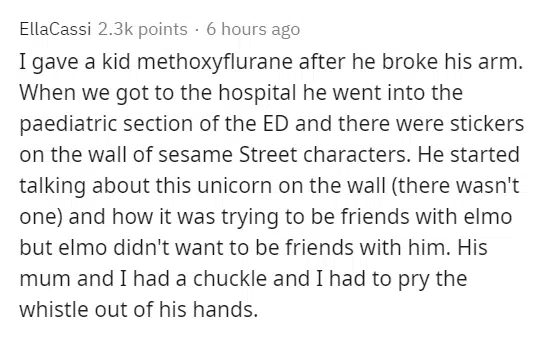 EllaCassi 2.3k points · 6 hours ago
I gave a kid methoxyflurane after he broke his arm.
When we got to the hospital he went into the
paediatric section of the ED and there were stickers
on the wall of sesame Street characters. He started
talking about this unicorn on the wall (there wasn't
one) and how it was trying to be friends with elmo
but elmo didn't want to be friends with him. His
mum and I had a chuckle and I had to pry the
whistle out of his hands.